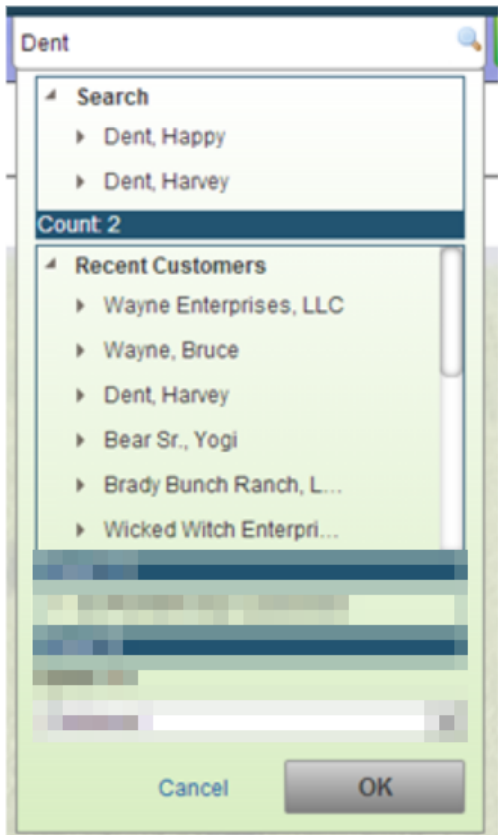 Dent
Search
Dent, Happy
Dent, Harvey
Count: 2
Recent Customers
Wayne Enterprises, LLC
Wayne, Bruce
Dent, Harvey
Bear Sr., Yogi
Brady Bunch Ranch, L...
Wicked Witch Enterpri...
Cancel
OK